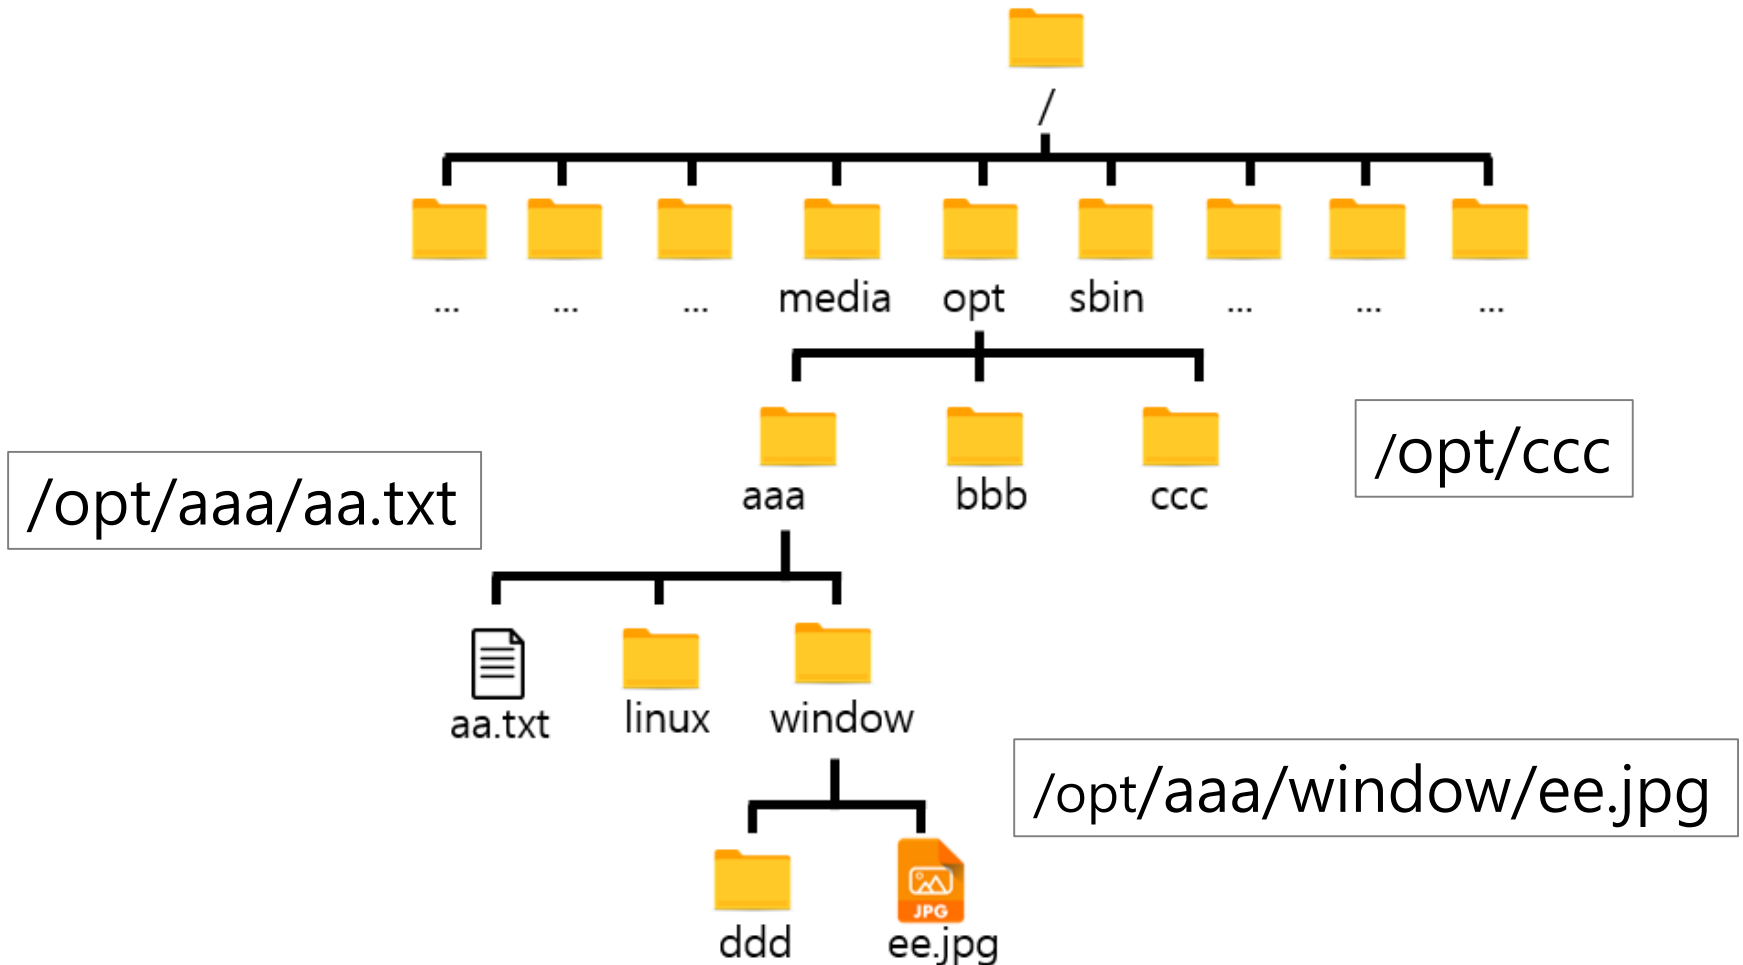 /
...
...
...
media
opt
sbin
...
...
...
aaa
bbb
ccc
/opt/ccc
/opt/aaa/aa.txt
aa.txt
linux
window
/opt/aaa/window/ee.jpg
JPG
ddd
ee.jpg